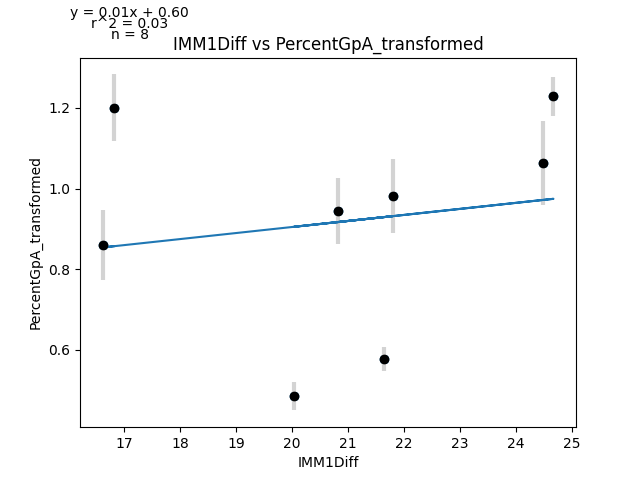 y = 0.01x + 0.60
r^2 = 0.03
n = 8
IMM1Diff vs PercentGpA_transformed
PercentGpA_transformed
1.2
1.0
0.8
0.6
17 18 19 20 21 22 23 24 25
IMM1Diff